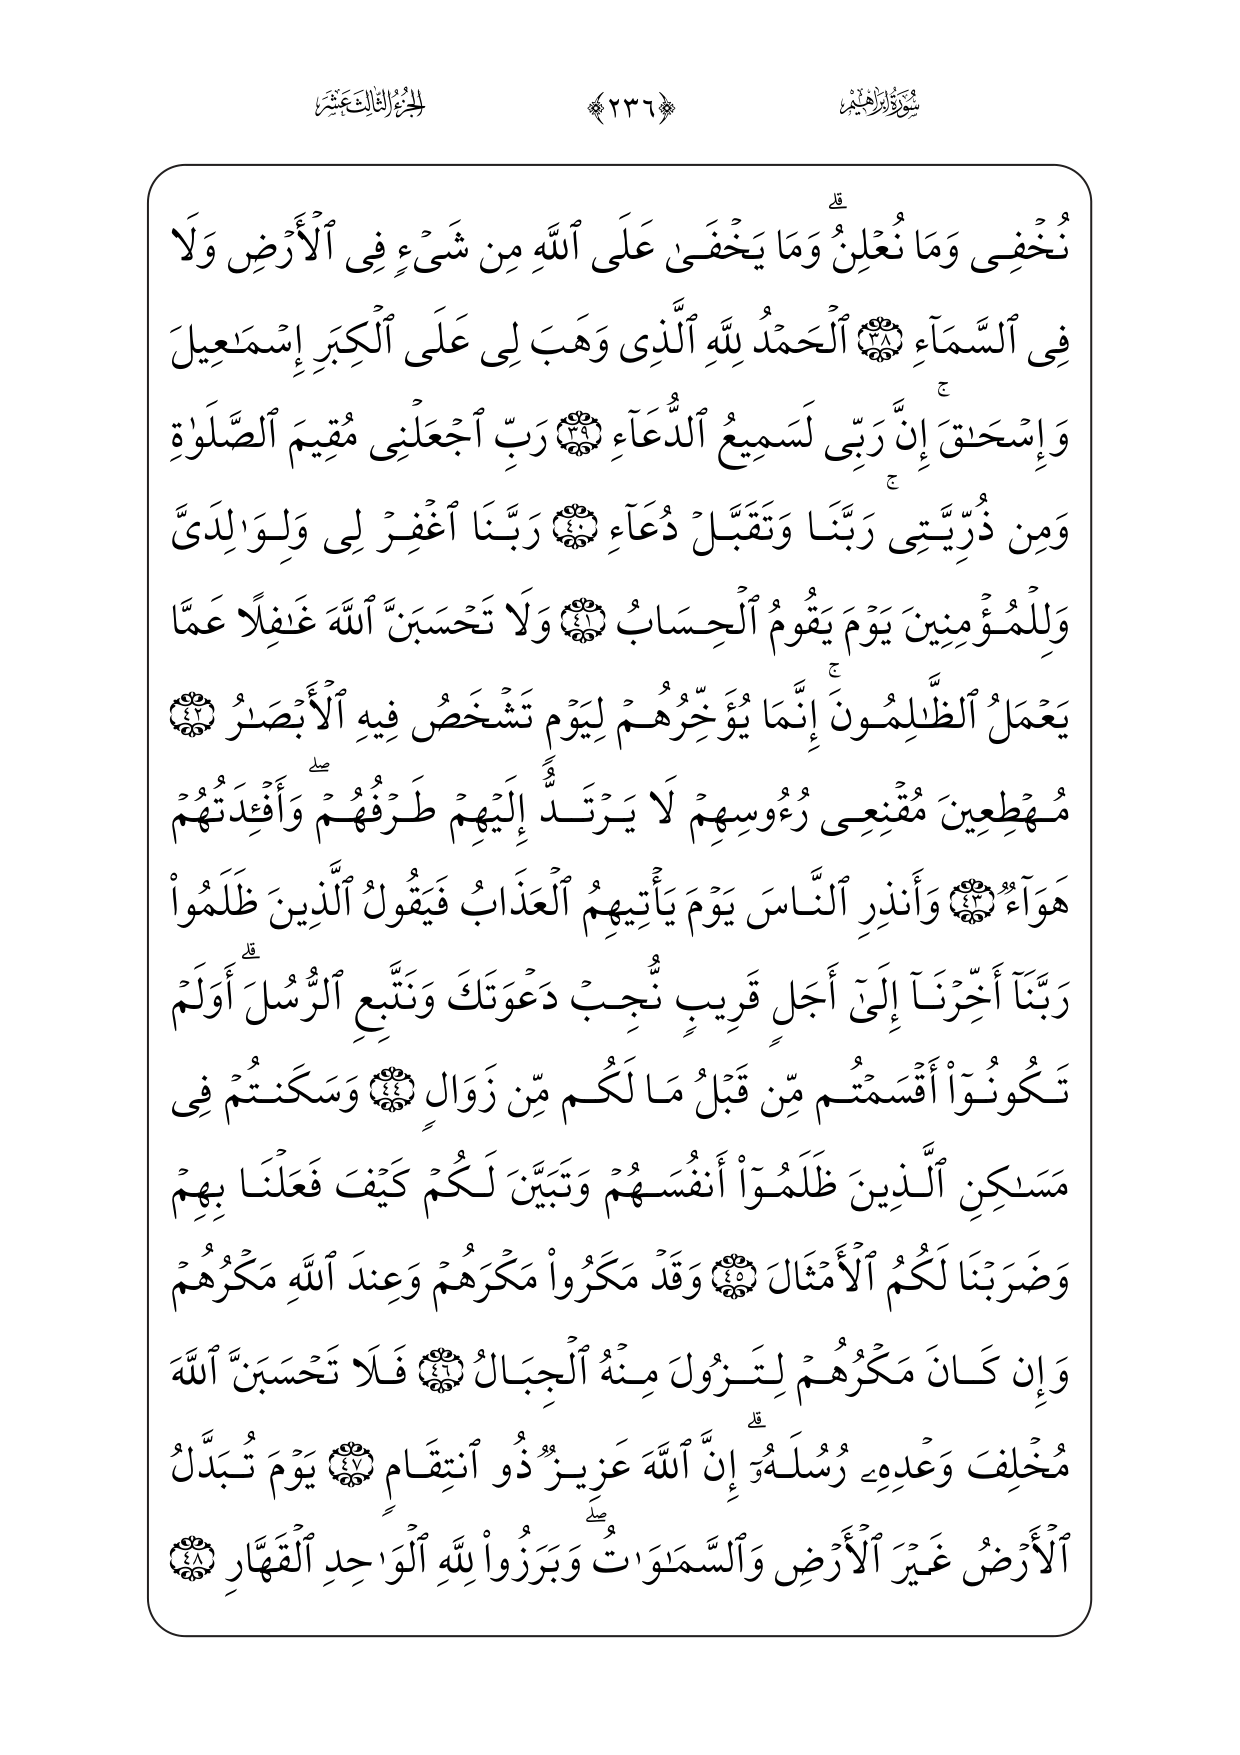 سُورَةُ إِبۡرَاهِيم ﴿٢٣٦﴾ الجُزْءُ الثَّالِثَ عَشَرَ
نُخۡفِي وَمَا نُعۡلِنُۗ وَمَا يَخۡفَىٰ عَلَى ٱللَّهِ مِن شَيۡءٖ فِي ٱلۡأَرۡضِ وَلَا
فِي ٱلسَّمَآءِ ٣٨ ٱلۡحَمۡدُ لِلَّهِ ٱلَّذِي وَهَبَ لِي عَلَى ٱلۡكِبَرِ إِسۡمَٰعِيلَ
وَإِسۡحَٰقَۚ إِنَّ رَبِّي لَسَمِيعُ ٱلدُّعَآءِ ٣٩ رَبِّ ٱجۡعَلۡنِي مُقِيمَ ٱلصَّلَوٰةِ
وَمِن ذُرِّيَّتِيۚ رَبَّنَا وَتَقَبَّلۡ دُعَآءِ ٤٠ رَبَّنَا ٱغۡفِرۡ لِي وَلِوَٰلِدَيَّ
وَلِلۡمُؤۡمِنِينَ يَوۡمَ يَقُومُ ٱلۡحِسَابُ ٤١ وَلَا تَحۡسَبَنَّ ٱللَّهَ غَٰفِلًا عَمَّا
يَعۡمَلُ ٱلظَّٰلِمُونَۚ إِنَّمَا يُؤَخِّرُهُمۡ لِيَوۡمٖ تَشۡخَصُ فِيهِ ٱلۡأَبۡصَٰرُ ٤٢
مُهۡطِعِينَ مُقۡنِعِي رُءُوسِهِمۡ لَا يَرۡتَدُّ إِلَيۡهِمۡ طَرۡفُهُمۡۖ وَأَفۡـِٔدَتُهُمۡ
هَوَآءٞ ٤٣ وَأَنذِرِ ٱلنَّاسَ يَوۡمَ يَأۡتِيهِمُ ٱلۡعَذَابُ فَيَقُولُ ٱلَّذِينَ ظَلَمُواْ
رَبَّنَآ أَخِّرۡنَآ إِلَىٰٓ أَجَلٖ قَرِيبٖ نُّجِبۡ دَعۡوَتَكَ وَنَتَّبِعِ ٱلرُّسُلَۗ أَوَلَمۡ
تَكُونُوٓاْ أَقۡسَمۡتُم مِّن قَبۡلُ مَا لَكُم مِّن زَوَالٖ ٤٤ وَسَكَنتُمۡ فِي
مَسَٰكِنِ ٱلَّذِينَ ظَلَمُوٓاْ أَنفُسَهُمۡ وَتَبَيَّنَ لَكُمۡ كَيۡفَ فَعَلۡنَا بِهِمۡ
وَضَرَبۡنَا لَكُمُ ٱلۡأَمۡثَالَ ٤٥ وَقَدۡ مَكَرُواْ مَكۡرَهُمۡ وَعِندَ ٱللَّهِ مَكۡرُهُمۡ
وَإِن كَانَ مَكۡرُهُمۡ لِتَزُولَ مِنۡهُ ٱلۡجِبَالُ ٤٦ فَلَا تَحۡسَبَنَّ ٱللَّهَ
مُخۡلِفَ وَعۡدِهِۦ رُسُلَهُۥٓۗ إِنَّ ٱللَّهَ عَزِيزٞ ذُو ٱنتِقَامٖ ٤٧ يَوۡمَ تُبَدَّلُ
ٱلۡأَرۡضُ غَيۡرَ ٱلۡأَرۡضِ وَٱلسَّمَٰوَٰتُۖ وَبَرَزُواْ لِلَّهِ ٱلۡوَٰحِدِ ٱلۡقَهَّارِ ٤٨